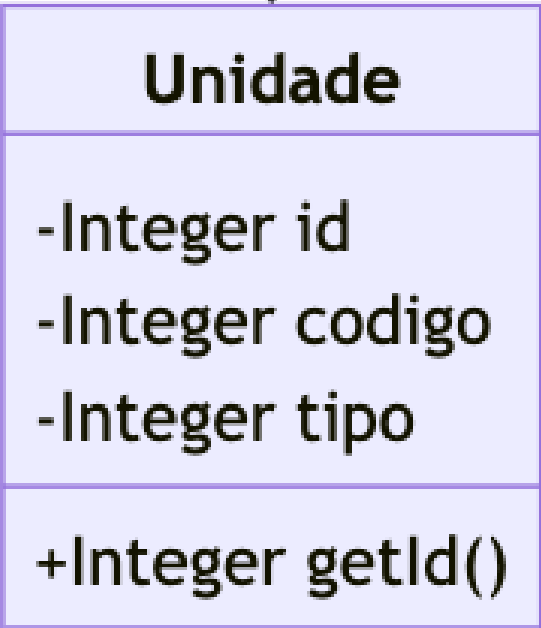 Unidade
-Integer id
-Integer codigo
-Integer tipo
+Integer getId()